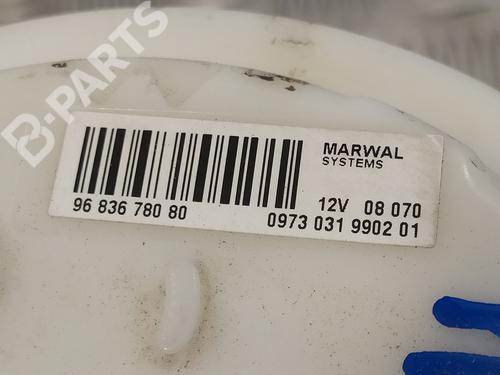 B-PARTS
MARWAL
SYSTEMS
12V 08 070
96 836 780 80
0973 031 9902 01